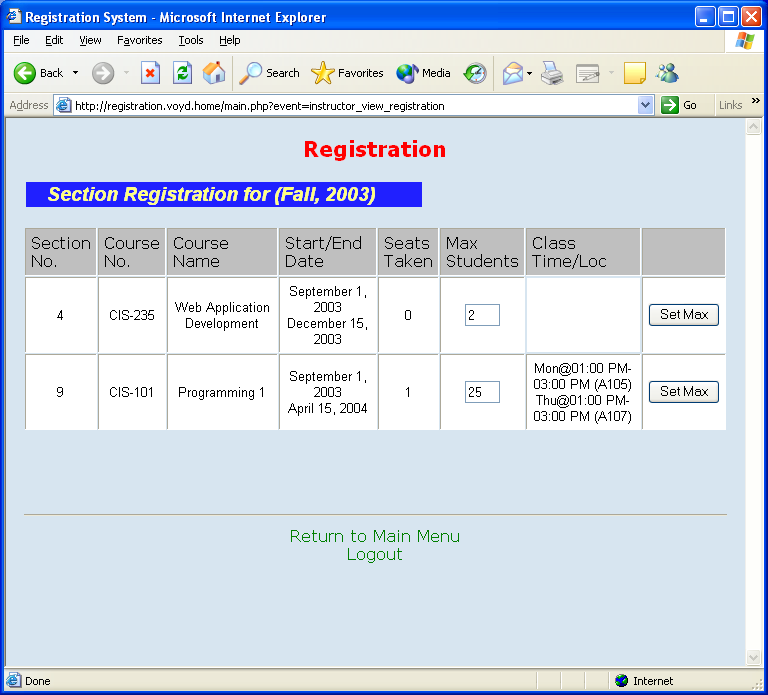 Registration System - Microsoft Internet Explorer
File Edit View Favorites Tools Help
Back Search Favorites Media
Address http://registration.voyd.home/main.php?event=instructor_view_registration Go Links »
Registration
Section Registration for (Fall, 2003)
Section No. Course No. Course Name Start/End Date Seats Taken Max Students Class Time/Loc
4 CIS-235 Web Application Development September 1, 2003 December 15, 2003 0 2 Set Max
9 CIS-101 Programming 1 September 1, 2003 April 15, 2004 1 25 Mon@01:00 PM-03:00 PM (A105) Thu@01:00 PM-03:00 PM (A107) Set Max
Return to Main Menu
Logout
Done Internet